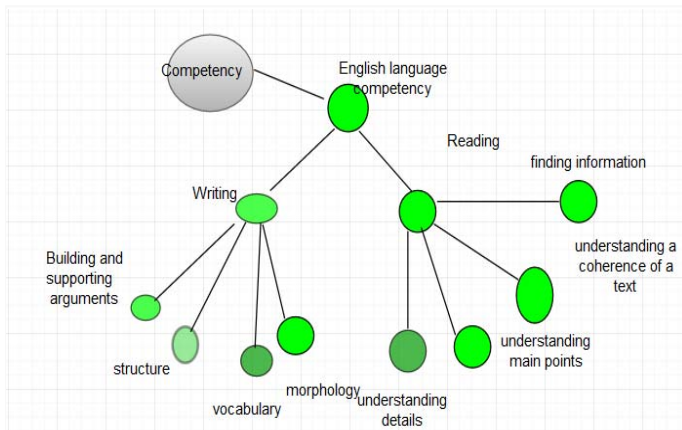 Competency
English language
competency
Reading
finding information
Writing
understanding a
coherence of a
text
Building and
supporting
arguments
understanding
main points
structure
morphology
understanding
details
vocabulary